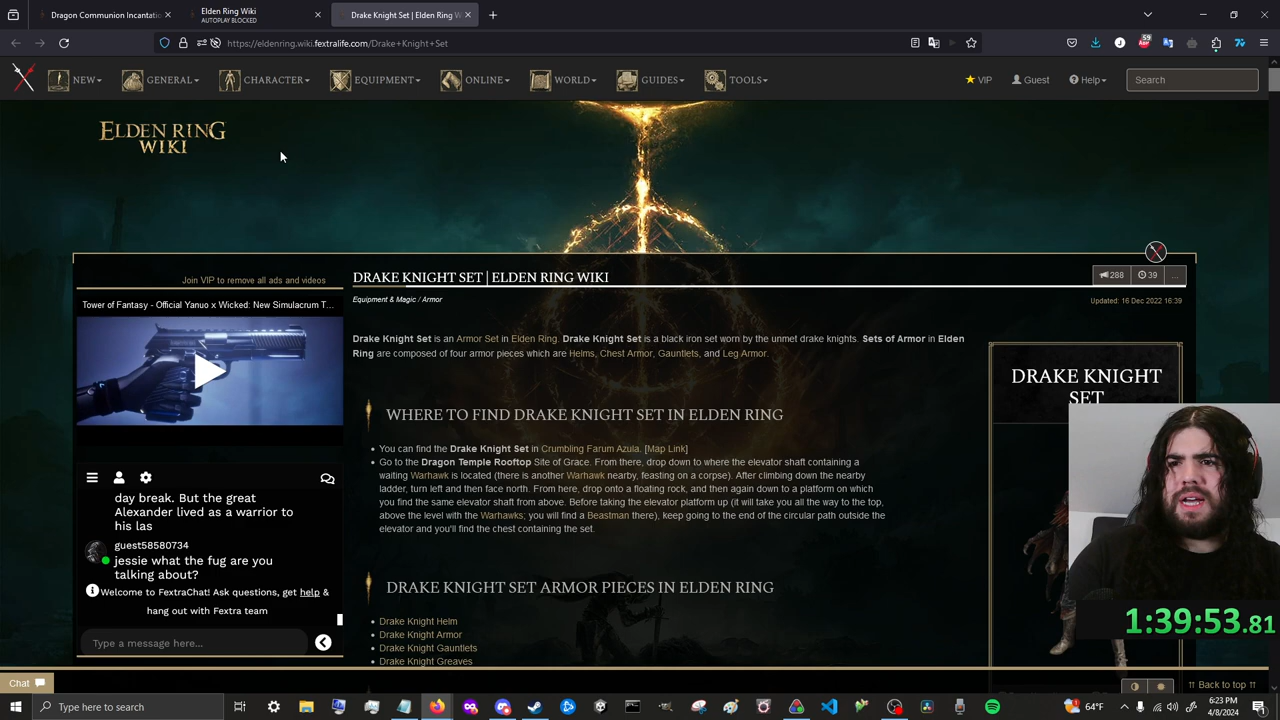 Dragon Communion Incantatio
Elden Ring Wiki
AUTOPLAY BLOCKED
Drake Knight Set | Elden Ring W
https://eldenring.wiki.fextralife.com/Drake+Knight+Set
59
NEW
GENERAL
CHARACTER
EQUIPMENT
ONLINE
WORLD
GUIDES
TOOLS
VIP
Guest
Help
Search
ELDEN RING
WIKI
Join VIP to remove all ads and videos
Tower of Fantasy - Official Yanuo x Wicked: New Simulacrum T...
day break. But the great
Alexander lived as a warrior to
his las
guest58580734
jessie what the fug are you
talking about?
Welcome to FextraChat! Ask questions, get help &
hang out with Fextra team
Type a message here...
Chat
DRAKE KNIGHT SET | ELDEN RING WIKI
288
39
...
Equipment & Magic / Armor
Updated: 16 Dec 2022 16:39
Drake Knight Set is an Armor Set in Elden Ring. Drake Knight Set is a black iron set worn by the unmet drake knights. Sets of Armor in Elden
Ring are composed of four armor pieces which are Helms, Chest Armor, Gauntlets, and Leg Armor.
WHERE TO FIND DRAKE KNIGHT SET IN ELDEN RING
• You can find the Drake Knight Set in Crumbling Farum Azula. [Map Link]
• Go to the Dragon Temple Rooftop Site of Grace. From there, drop down to where the elevator shaft containing a
waiting Warhawk is located (there is another Warhawk nearby, feasting on a corpse). After climbing down the nearby
ladder, turn left and then face north. From here, drop onto a floating rock, and then again down to a platform on which
you find the same elevator shaft from above. Before taking the elevator platform up (it will take you all the way to the top,
above the level with the Warhawks; you will find a Beastman there), keep going to the end of the circular path outside the
elevator and you'll find the chest containing the set.
DRAKE KNIGHT SET ARMOR PIECES IN ELDEN RING
• Drake Knight Helm
• Drake Knight Armor
• Drake Knight Gauntlets
• Drake Knight Greaves
DRAKE KNIGHT
SET
1:39:53.81
Back to top
Type here to search
64°F
6:23 PM
4/8/2024